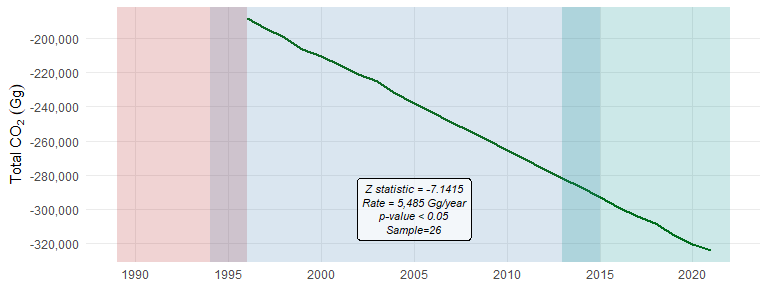 Total CO₂ (Gg)
-200,000
-220,000
-240,000
-260,000
-280,000
-300,000
-320,000
Z statistic = -7.1415
Rate = 5,485 Gg/year
p-value < 0.05
Sample=26
1990 1995 2000 2005 2010 2015 2020